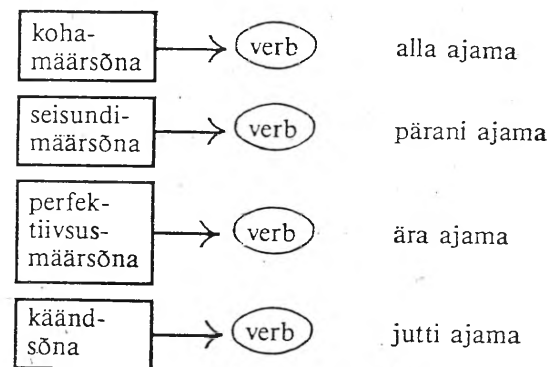 koha-
määrsõna
verb
alla ajama
seisundi-
määrsõna
verb
pärani ajama
perfek-
tiivsus-
määrsõna
verb
ära ajama
käänd-
sõna
verb
jutti ajama